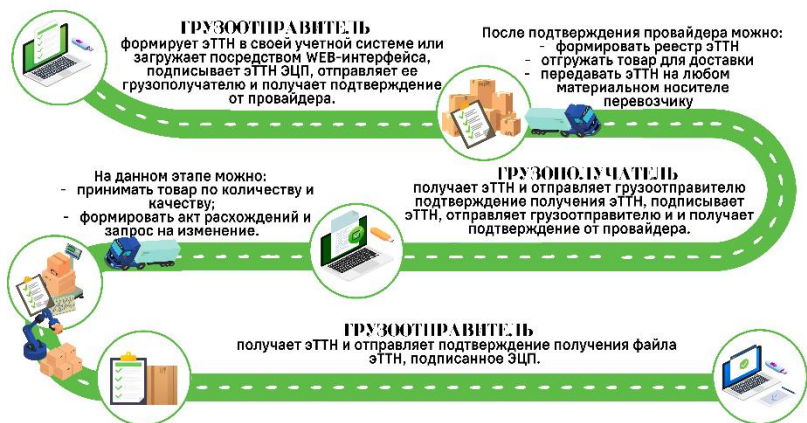 ГРУЗООТПРАВИТЕЛЬ
формирует эТТН в своей учетной системе или
загружает посредством WEB-интерфейса,
подписывает эТТН ЭЦП, отправляет ее
грузополучателю и получает подтверждение
от провайдера.
После подтверждения провайдера можно:
- формировать реестр эТТН
- отгружать товар для доставки
- передавать эТТН на любом
материальном носителе
перевозчику
ГРУЗОПОЛУЧАТЕЛЬ
получает эТТН и отправляет грузоотправителю
подтверждение получения эТТН, подписывает
эТТН, отправляет грузоотправителю и и получает
подтверждение от провайдера.
На данном этапе можно:
- принимать товар по количеству и
качеству;
- формировать акт расхождений и
запрос на изменение.
ГРУЗООТПРАВИТЕЛЬ
получает эТТН и отправляет подтверждение получения файла
эТТН, подписанное ЭЦП.